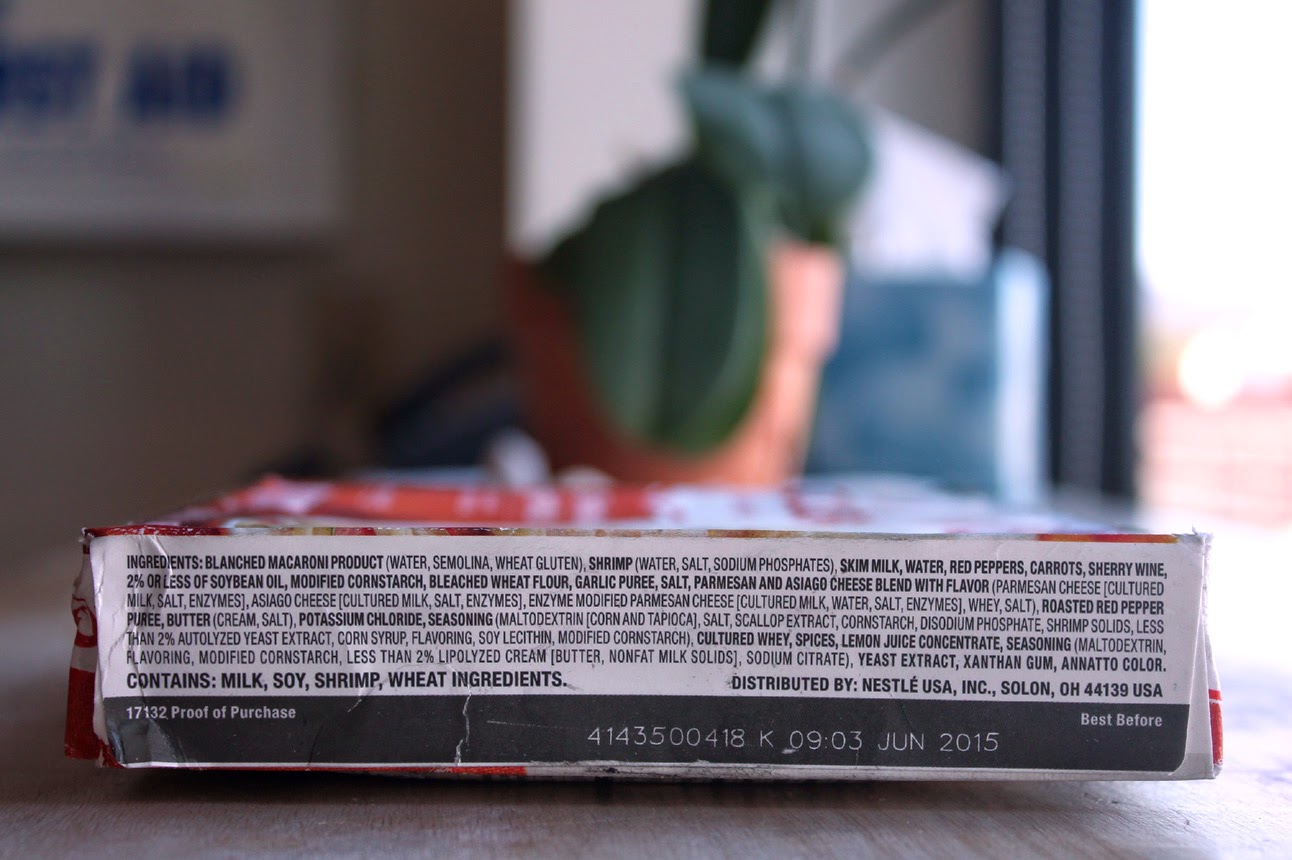 INGREDIENTS: BLANCHED MACARONI PRODUCT (WATER, SEMOLINA, WHEAT GLUTEN), SHRIMP (WATER, SALT, SODIUM PHOSPHATES), SKIM MILK, WATER, RED PEPPERS, CARROTS, SHERRY WINE,
2% OR LESS OF SOYBEAN OIL, MODIFIED CORNSTARCH, BLEACHED WHEAT FLOUR, GARLIC PUREE, SALT, PARMESAN AND ASIAGO CHEESE BLEND WITH FLAVOR (PARMESAN CHEESE [CULTURED
MILK, SALT, ENZYMES], ASIAGO CHEESE [CULTURED MILK, SALT, ENZYMES], ENZYME MODIFIED PARMESAN CHEESE [CULTURED MILK, WATER, SALT, ENZYMES], WHEY, SALT), ROASTED RED PEPPER
PUREE, BUTTER (CREAM, SALT), POTASSIUM CHLORIDE, SEASONING (MALTODEXTRIN [CORN AND TAPIOCA], SALT, SCALLOP EXTRACT, CORNSTARCH, DISODIUM PHOSPHATE, SHRIMP SOLIDS, LESS
THAN 2% AUTOLYZED YEAST EXTRACT, CORN SYRUP, FLAVORING, SOY LECITHIN, MODIFIED CORNSTARCH), CULTURED WHEY, SPICES, LEMON JUICE CONCENTRATE, SEASONING (MALTODEXTRIN,
FLAVORING, MODIFIED CORNSTARCH, LESS THAN 2% LIPOLYZED CREAM [BUTTER, NONFAT MILK SOLIDS], SODIUM CITRATE), YEAST EXTRACT, XANTHAN GUM, ANNATTO COLOR.
CONTAINS: MILK, SOY, SHRIMP, WHEAT INGREDIENTS. DISTRIBUTED BY: NESTLÉ USA, INC., SOLON, OH 44139 USA
17132 Proof of Purchase Best Before
4143500418 K 09:03 JUN 2015